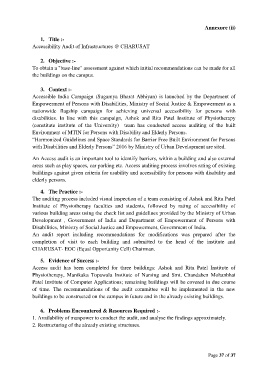 Annexure (ii)
1. Title :-
Accessibility Audit of Infrastructures @ CHARUSAT
2. Objective :-
To obtain a "base-line" assessment against which initial recommendations can be made for all
the buildings on the campus.
3. Context :-
Accessible India Campaign (Sugamya Bharat Abhiyan) is launched by the Department of
Empowerment of Persons with Disabilities, Ministry of Social Justice & Empowerment as a
nationwide flagship campaign for achieving universal accessibility for persons with
disabilities. In line with this campaign, Ashok and Rita Patel Institute of Physiotherapy
(constitute institute of the University) team has conducted access auditing of the built
Environment of MTIN for Persons with Disability and Elderly Persons.
"Harmonized Guidelines and Space Standards for Barrier Free Built Environment for Persons
with Disabilities and Elderly Persons" 2016 by Ministry of Urban Development are used.
An Access audit is an important tool to identify barriers, within a building and also external
areas such as play spaces, car parking etc. Access auditing process involves rating of existing
buildings against given criteria for usability and accessibility for persons with disability and
elderly persons.
4. The Practice :-
The auditing process included visual inspection of a team consisting of Ashok and Rita Patel
Institute of Physiotherapy faculties and students, followed by rating of accessibility of
various building areas using the check list and guidelines provided by the Ministry of Urban
Development , Government of India and Department of Empowerment of Persons with
Disabilities, Ministry of Social Justice and Empowerment, Government of India.
An audit report including recommendations for modifications was prepared after the
completion of visit to each building and submitted to the head of the institute and
CHARUSAT- EOC (Equal Opportunity Cell) Chairman.
5. Evidence of Success :-
Access audit has been completed for three buildings: Ashok and Rita Patel Institute of
Physiotherapy, Manikaka Topawala Institute of Nursing and Smt. Chandaben Mohanbhai
Patel Institute of Computer Applications; remaining buildings will be covered in due course
of time. The recommendations of the audit committee will be implemented in the new
buildings to be constructed on the campus in future and in the already existing buildings.
6. Problems Encountered & Resources Required :-
1. Availability of manpower to conduct the audit, and analyse the findings appropriately.
2. Restructuring of the already existing structures.
Page 37 of 37